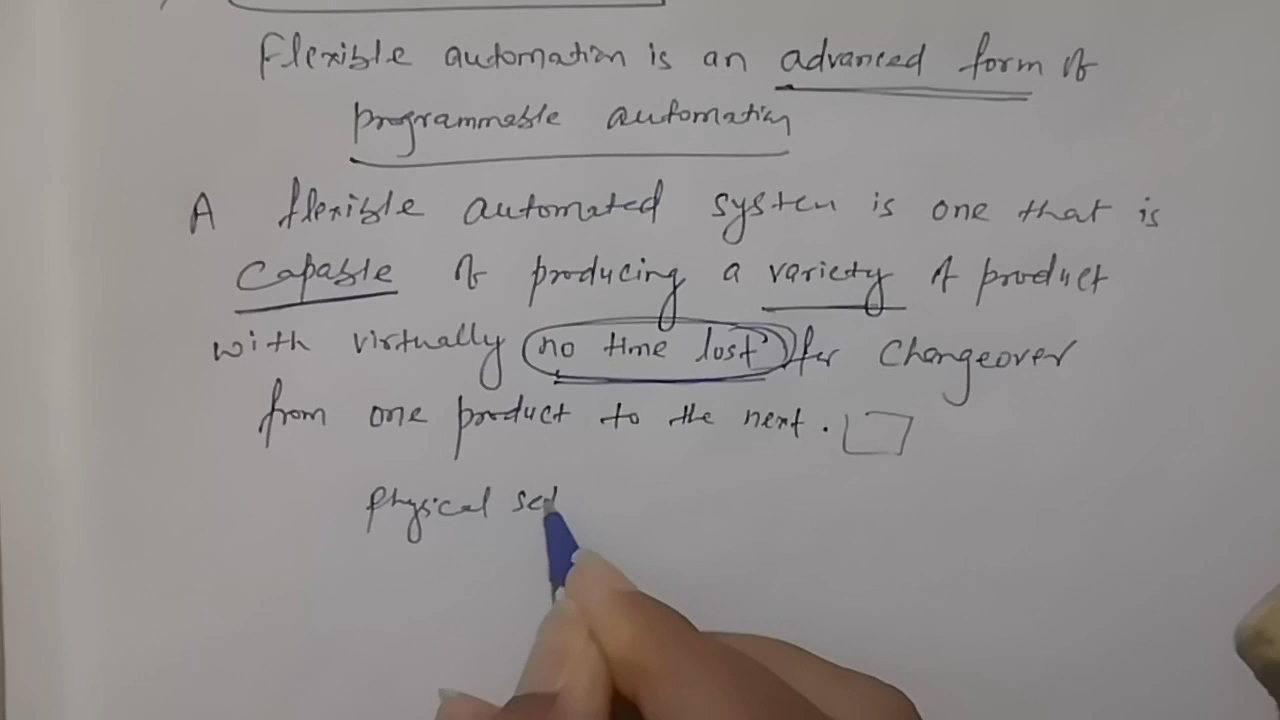 Flexible automation is an advanced form of
programmable automation
A flexible automated system is one that is
capable of producing a variety of product
with virtually no time lost for changeover
from one product to the next.
Physical set